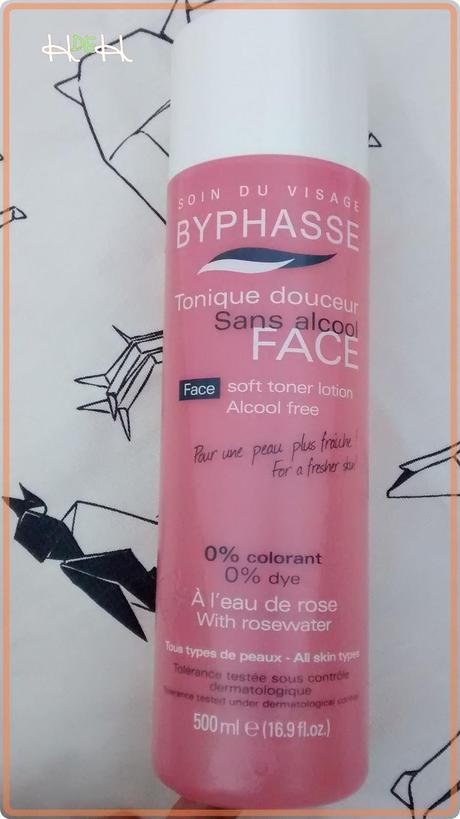 H DE H
SOIN DU VISAGE
BYPHASSE
Tonique douceur
Sans alcool
FACE
Face soft toner lotion
Alcool free
Pour une peau plus fraîche !
For a fresher skin!
0% colorant
0% dye
À l'eau de rose
With rosewater
Tous types de peaux - All skin types
Tolérance testée sous contrôle
dermatologique
Tolerance tested under dermatological control
500 ml e (16.9 fl.oz.)